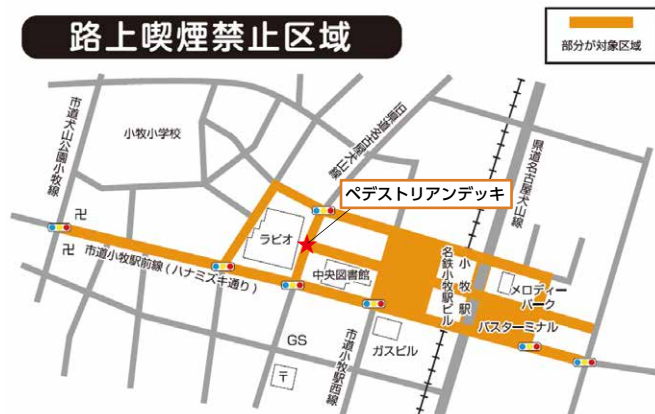 路上喫煙禁止区域
部分が対象区域
市道犬山公園小牧線
小牧小学校
旧県道名古屋犬山線
県道名古屋犬山線
ペデストリアンデッキ
卍
卍
ラピオ
市道小牧駅前線(ハナミズキ通り)
中央図書館
名鉄小牧駅ビル
小牧駅
メロディー
パーク
バスターミナル
GS
市道小牧駅西線
ガスビル
〒